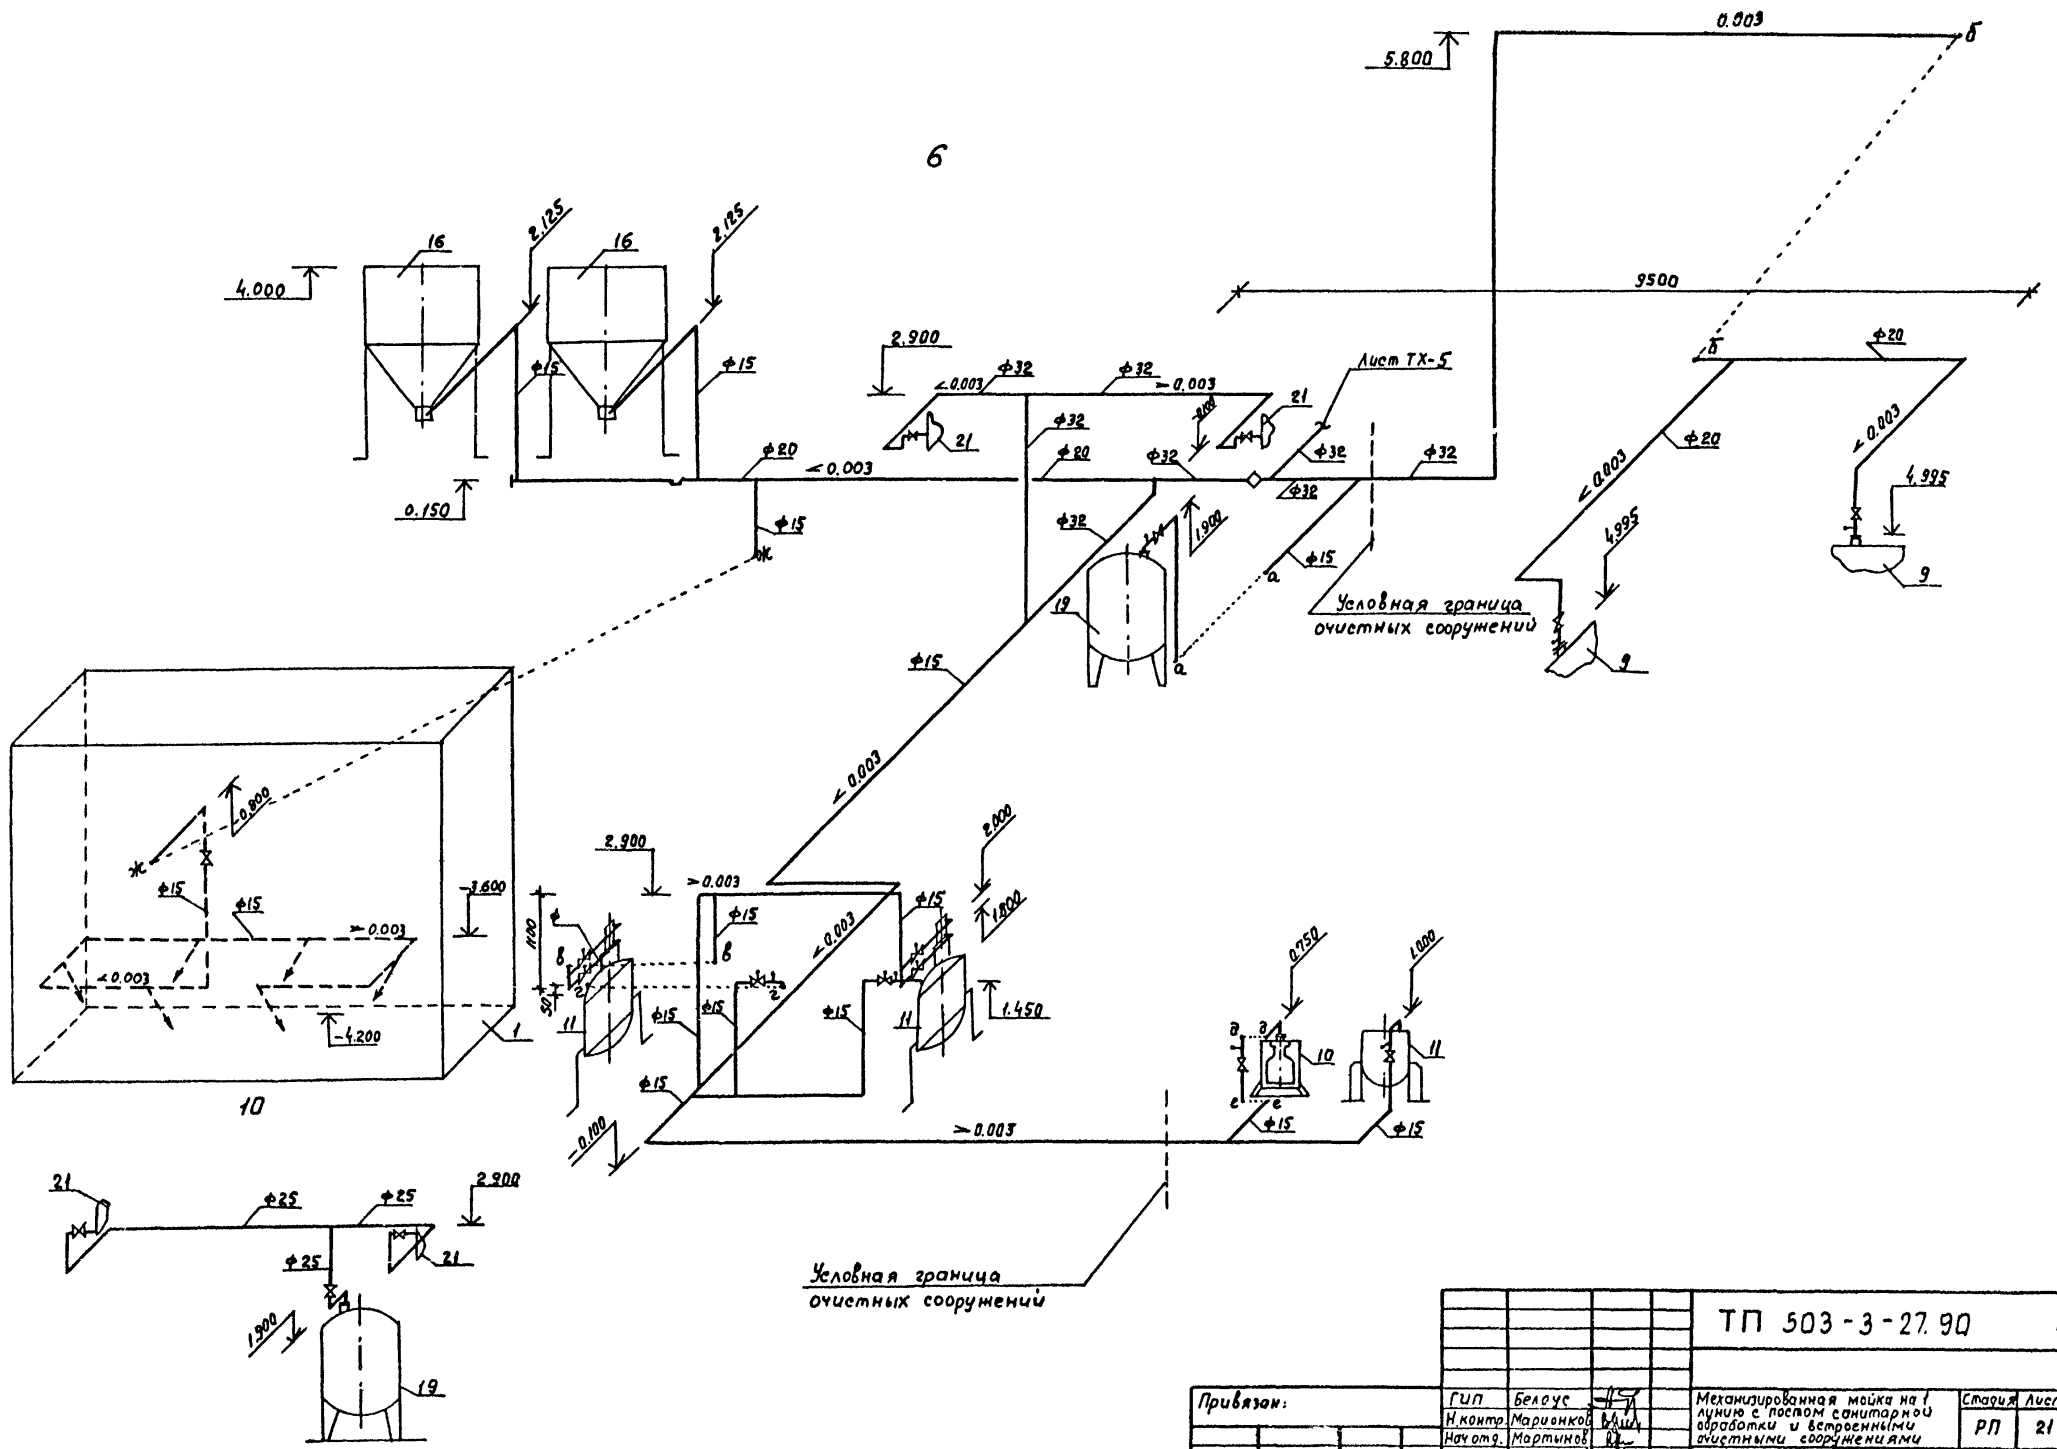 0.003
б
5.800
6
2.125
2.125
16
16
4.000
9500
ф15
ф15
2.900
ф32
ф32
<0.003
>0.003
Лист ТХ-5
б
ф20
21
21
ф32
ф32
ф20
<0.003
ф20
ф32
ф32
ф32
<0.003
ф20
<0.003
0.150
ф15
ж
ф32
1.900
а
ф15
4.995
4.995
9
9
19
а
Условная граница
очистных сооружений
ф15
<0.003
-0.800
ж
ф15
ф15
-3.600
>0.003
<0.003
-4.200
1
10
2.900
>0.003
2.000
1.800
1100
ф
ф15
ф15
<0.003
в
в
г
г
50
11
11
ф15
ф15
ф15
1.450
ф15
-0.100
>0.003
0.750
1.000
д
д
10
11
е
е
ф15
ф15
21
ф25
ф25
2.900
21
ф25
1.900
19
Условная граница
очистных сооружений
ТП 503-3-27.90
Привязан:
ГИП Белоус
Н.контр. Марионков
Нач.отд. Мартынов
Механизированная мойка на 1
линию с постом санитарной
обработки и встроенными
очистными сооружениями
Стадия Лист
РП 21